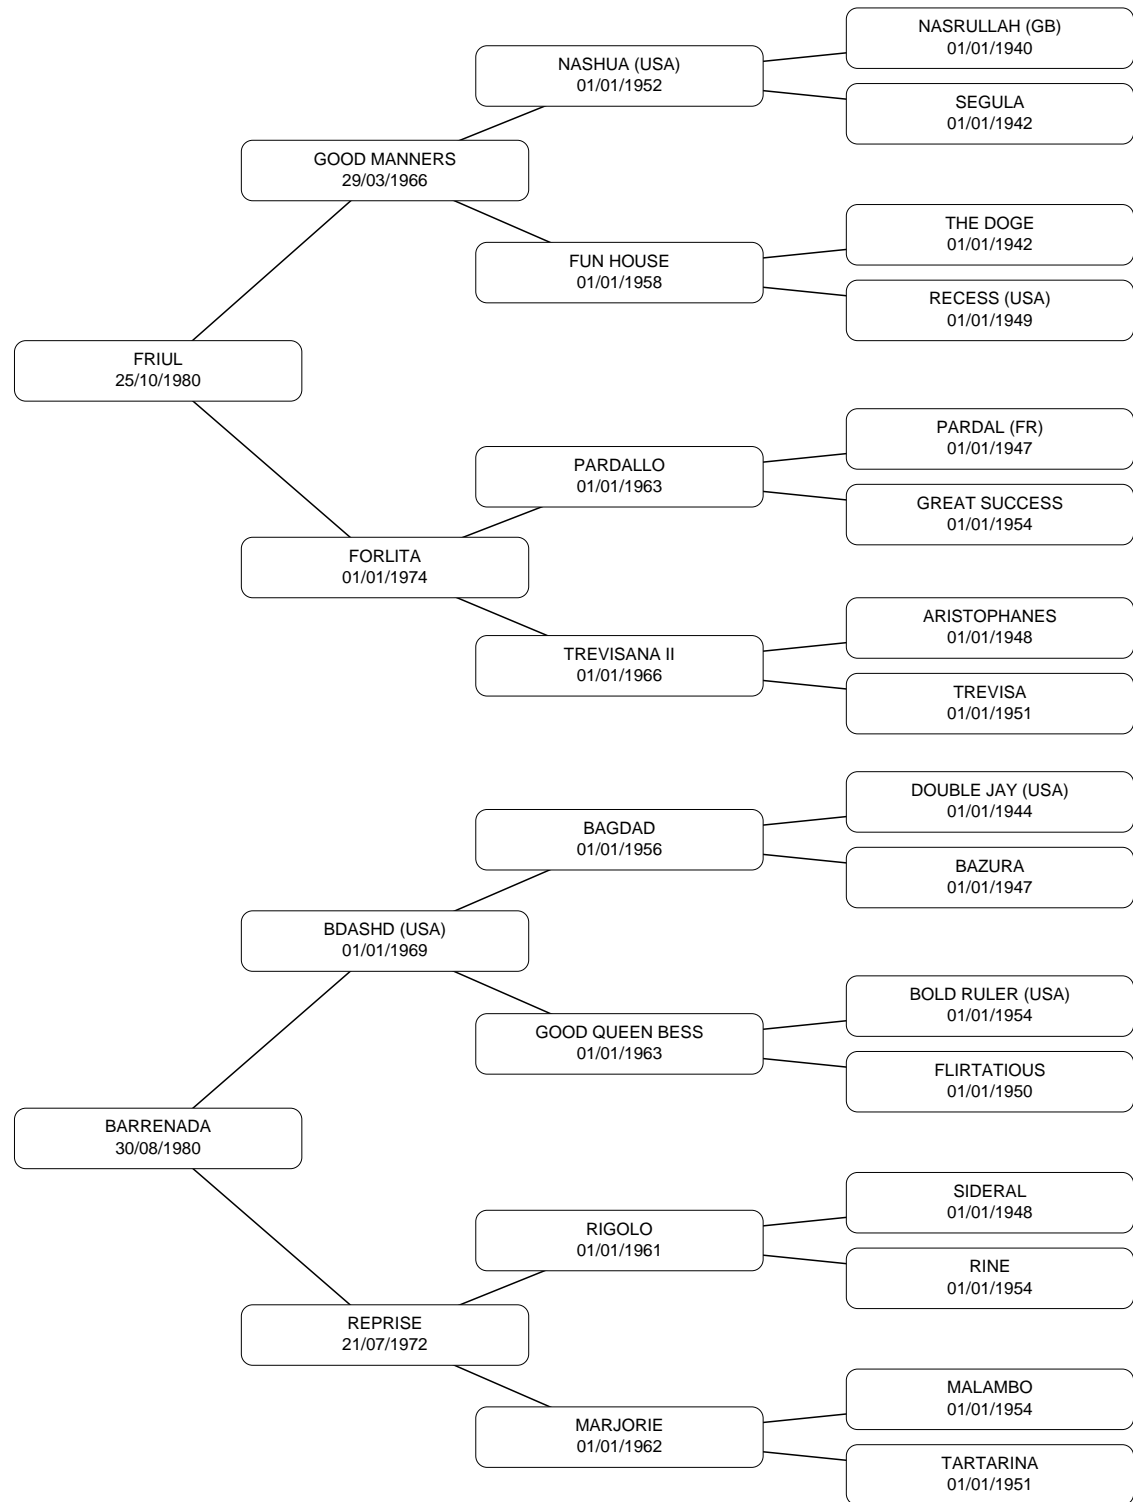 NASRULLAH (GB)
01/01/1940
NASHUA (USA)
01/01/1952
SEGULA
01/01/1942
GOOD MANNERS
29/03/1966
THE DOGE
01/01/1942
FUN HOUSE
01/01/1958
RECESS (USA)
01/01/1949
FRIUL
25/10/1980
PARDAL (FR)
01/01/1947
PARDALLO
01/01/1963
GREAT SUCCESS
01/01/1954
FORLITA
01/01/1974
ARISTOPHANES
01/01/1948
TREVISANA II
01/01/1966
TREVISA
01/01/1951
DOUBLE JAY (USA)
01/01/1944
BAGDAD
01/01/1956
BAZURA
01/01/1947
BDASHD (USA)
01/01/1969
BOLD RULER (USA)
01/01/1954
GOOD QUEEN BESS
01/01/1963
FLIRTATIOUS
01/01/1950
BARRENADA
30/08/1980
SIDERAL
01/01/1948
RIGOLO
01/01/1961
RINE
01/01/1954
REPRISE
21/07/1972
MALAMBO
01/01/1954
MARJORIE
01/01/1962
TARTARINA
01/01/1951